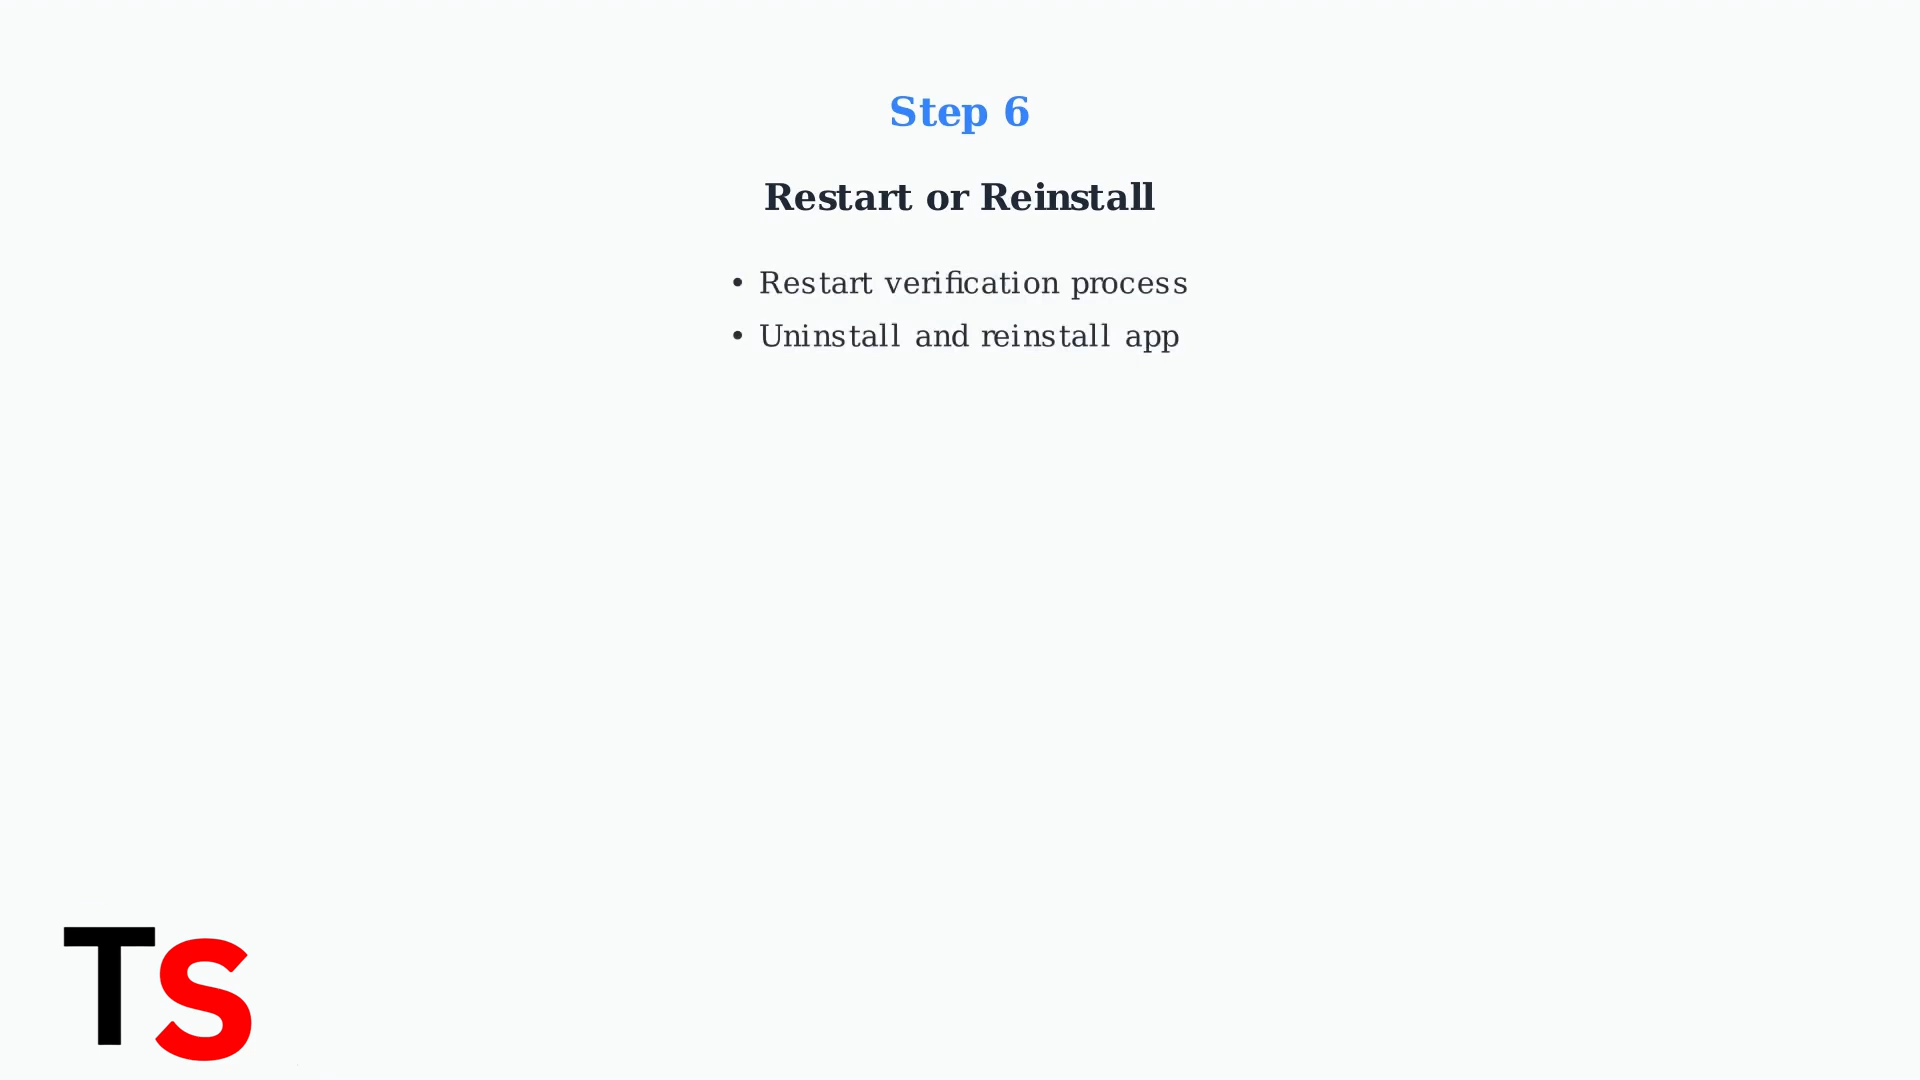 Step 6
Restart or Reinstall
• Restart verification process
• Uninstall and reinstall app
TS